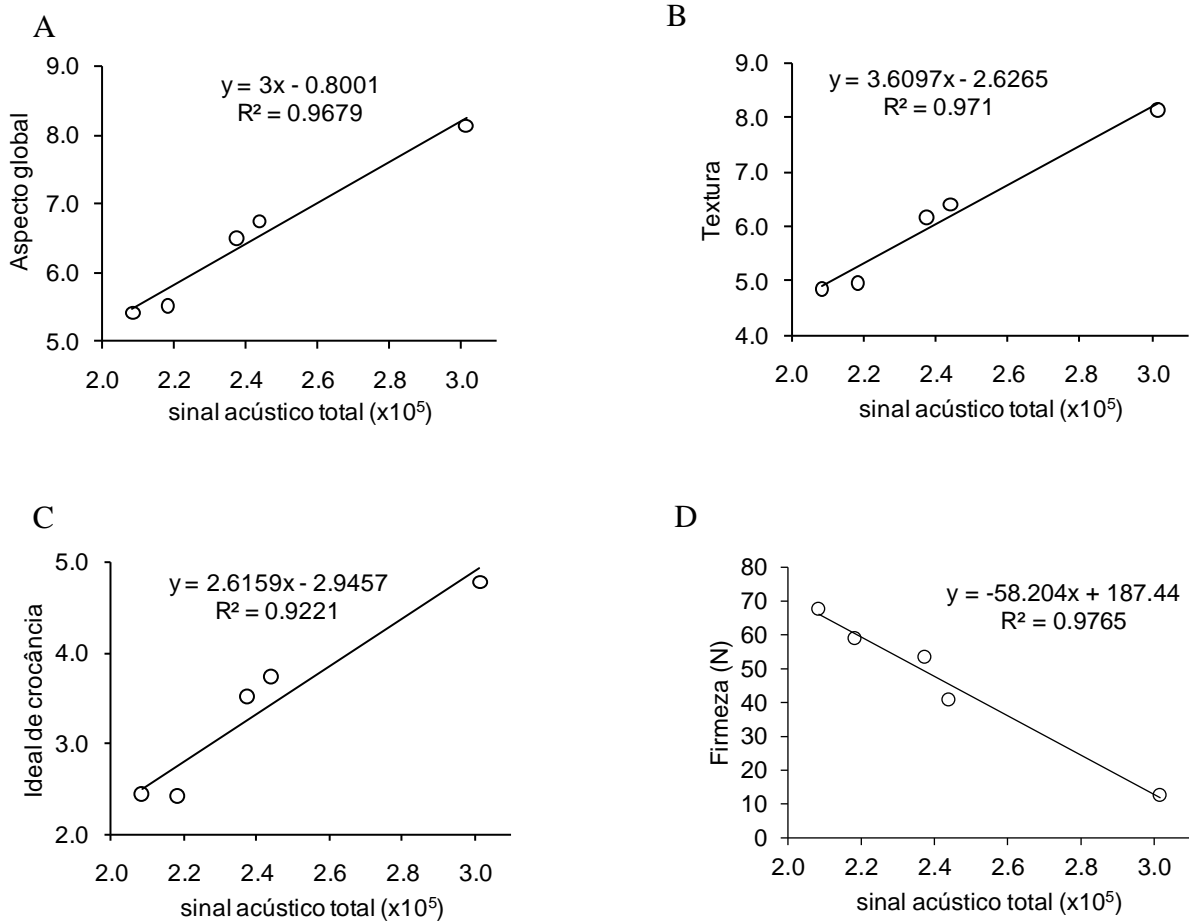 A
Aspecto global
9.0
8.0
7.0
6.0
5.0
y = 3x - 0.8001
R² = 0.9679
2.0 2.2 2.4 2.6 2.8 3.0
sinal acústico total (x10⁵)
B
Textura
9.0
8.0
7.0
6.0
5.0
4.0
y = 3.6097x - 2.6265
R² = 0.971
2.0 2.2 2.4 2.6 2.8 3.0
sinal acústico total (x10⁵)
C
Ideal de crocância
5.0
4.0
3.0
2.0
y = 2.6159x - 2.9457
R² = 0.9221
2.0 2.2 2.4 2.6 2.8 3.0
sinal acústico total (x10⁵)
D
Firmeza (N)
80
70
60
50
40
30
20
10
0
y = -58.204x + 187.44
R² = 0.9765
2.0 2.2 2.4 2.6 2.8 3.0
sinal acústico total (x10⁵)